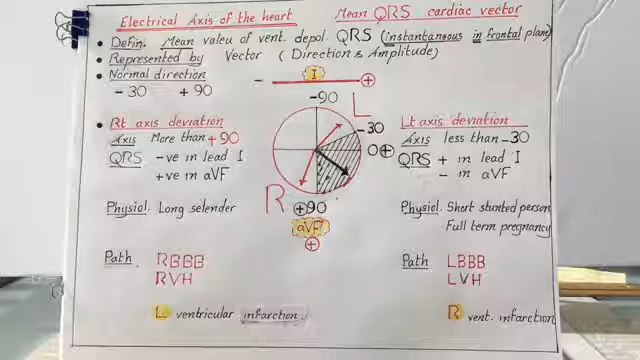 Electrical Axis of the heart    Mean QRS cardiac vector
• Defin. Mean valeu of vent. depol. QRS (instantaneous in frontal plane)
• Represented by Vector (Direction & Amplitude)
• Normal direction
− 30    + 90
− I +
− 90
L
− 30
0 +
R
+ 90
aVF
+
• Rt axis deviation
Axis More than + 90
QRS −ve in lead I
+ve in aVF
Physiol. Long selender
Path RBBB
RVH
L ventricular infarction.
Lt axis deviation
Axis less than − 30
QRS + in lead I
− in aVF
Physiol. Short stunted person
Full term pregnancy
Path LBBB
LVH
R vent. infarction